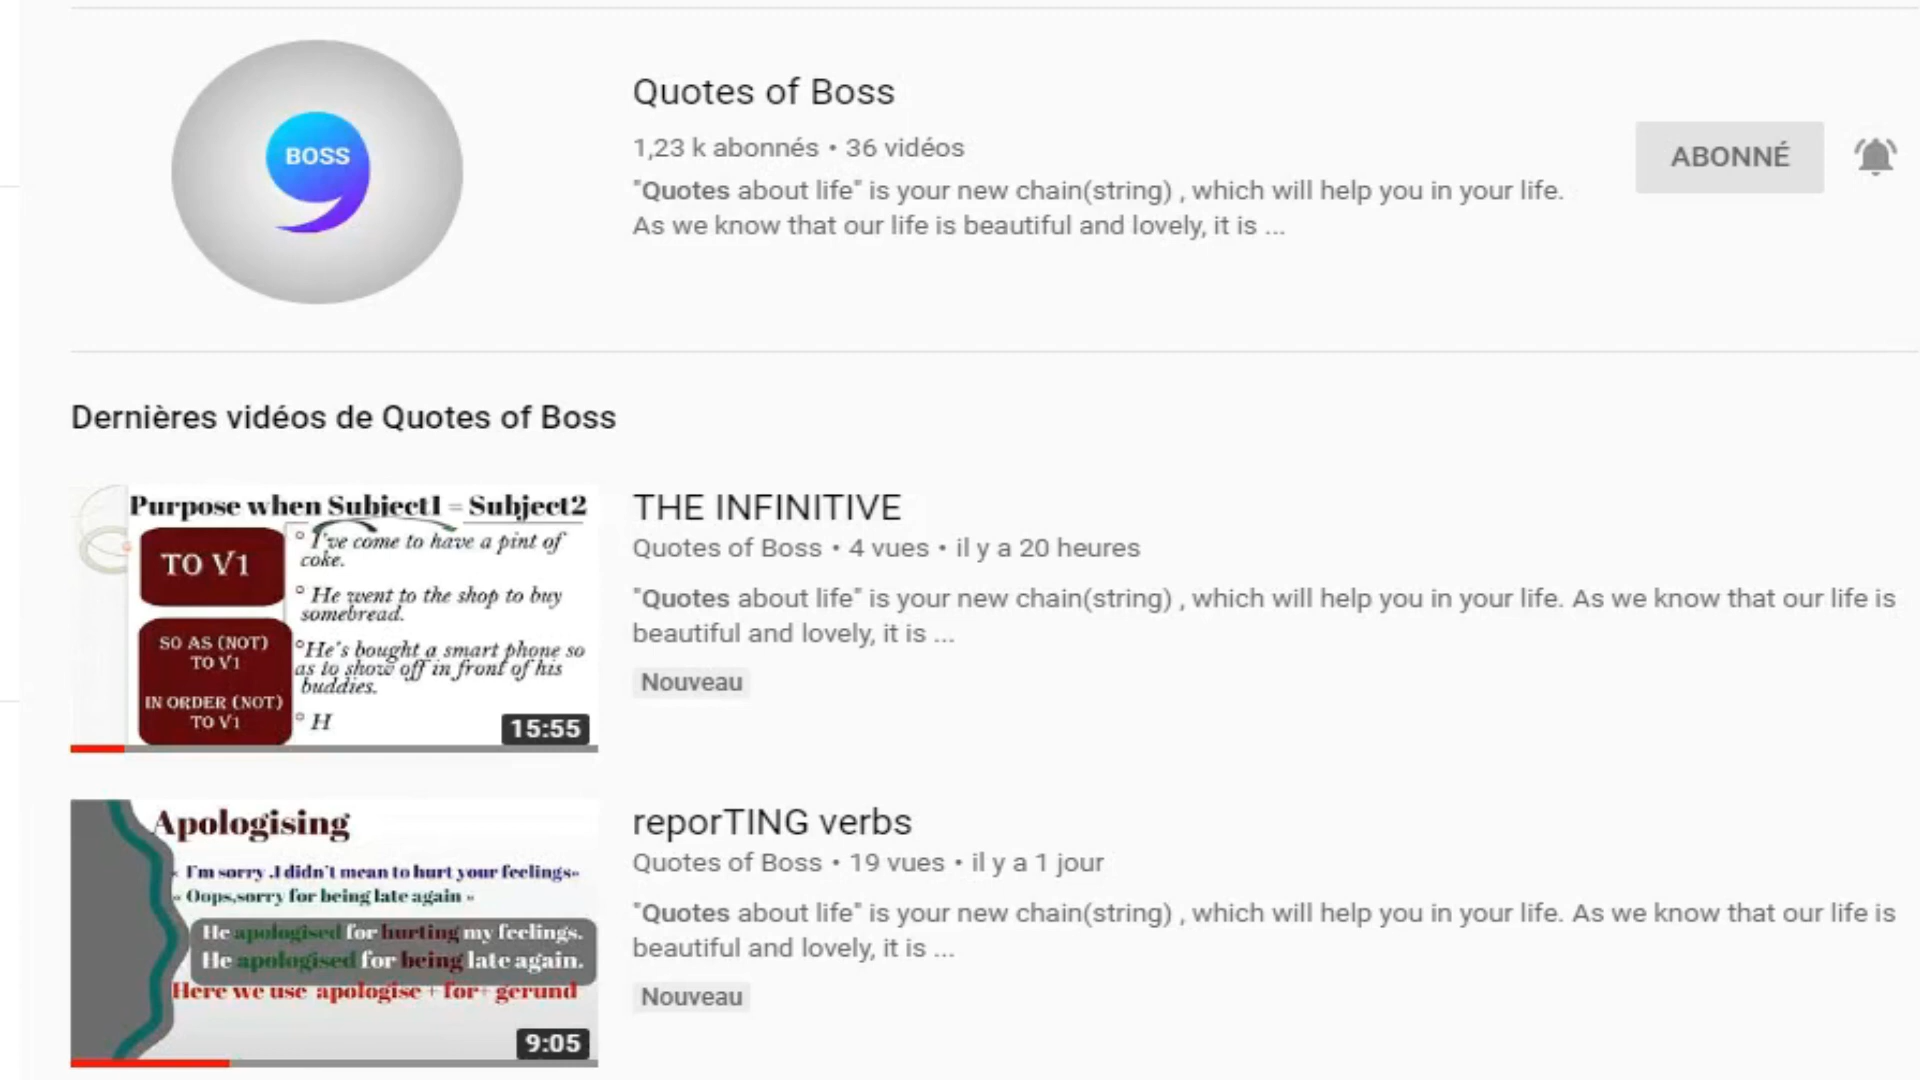 BOSS
Quotes of Boss
1,23 k abonnés • 36 vidéos
"Quotes about life" is your new chain(string) , which will help you in your life.
As we know that our life is beautiful and lovely, it is ...
ABONNÉ
Dernières vidéos de Quotes of Boss
Purpose when Subject1 = Subject2
TO V1
° I've come to have a pint of
coke.
° He went to the shop to buy
somebread.
SO AS (NOT)
TO V1
IN ORDER (NOT)
TO V1
°He's bought a smart phone so
as to show off in front of his
buddies.
° H
15:55
THE INFINITIVE
Quotes of Boss • 4 vues • il y a 20 heures
"Quotes about life" is your new chain(string) , which will help you in your life. As we know that our life is
beautiful and lovely, it is ...
Nouveau
Apologising
« I'm sorry .I didn't mean to hurt your feelings»
« Oops,sorry for being late again »
He apologised for hurting my feelings.
He apologised for being late again.
Here we use apologise + for+ gerund
9:05
reporTING verbs
Quotes of Boss • 19 vues • il y a 1 jour
"Quotes about life" is your new chain(string) , which will help you in your life. As we know that our life is
beautiful and lovely, it is ...
Nouveau